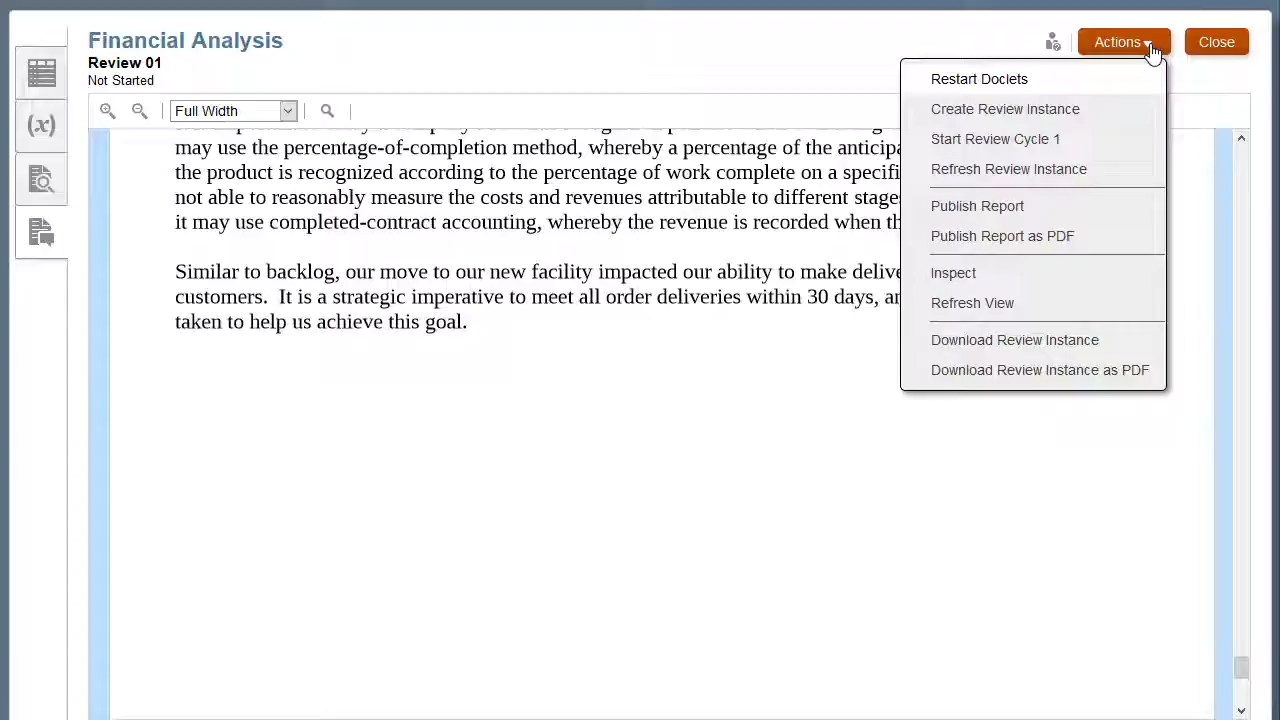 Financial Analysis
Review 01
Not Started
Actions
Close
Full Width
(x)
may use the percentage-of-completion method, whereby a percentage of the anticipa
the product is recognized according to the percentage of work complete on a specifi
not able to reasonably measure the costs and revenues attributable to different stages
it may use completed-contract accounting, whereby the revenue is recorded when th
Similar to backlog, our move to our new facility impacted our ability to make delive
customers.  It is a strategic imperative to meet all order deliveries within 30 days, an
taken to help us achieve this goal.
Restart Doclets
Create Review Instance
Start Review Cycle 1
Refresh Review Instance
Publish Report
Publish Report as PDF
Inspect
Refresh View
Download Review Instance
Download Review Instance as PDF